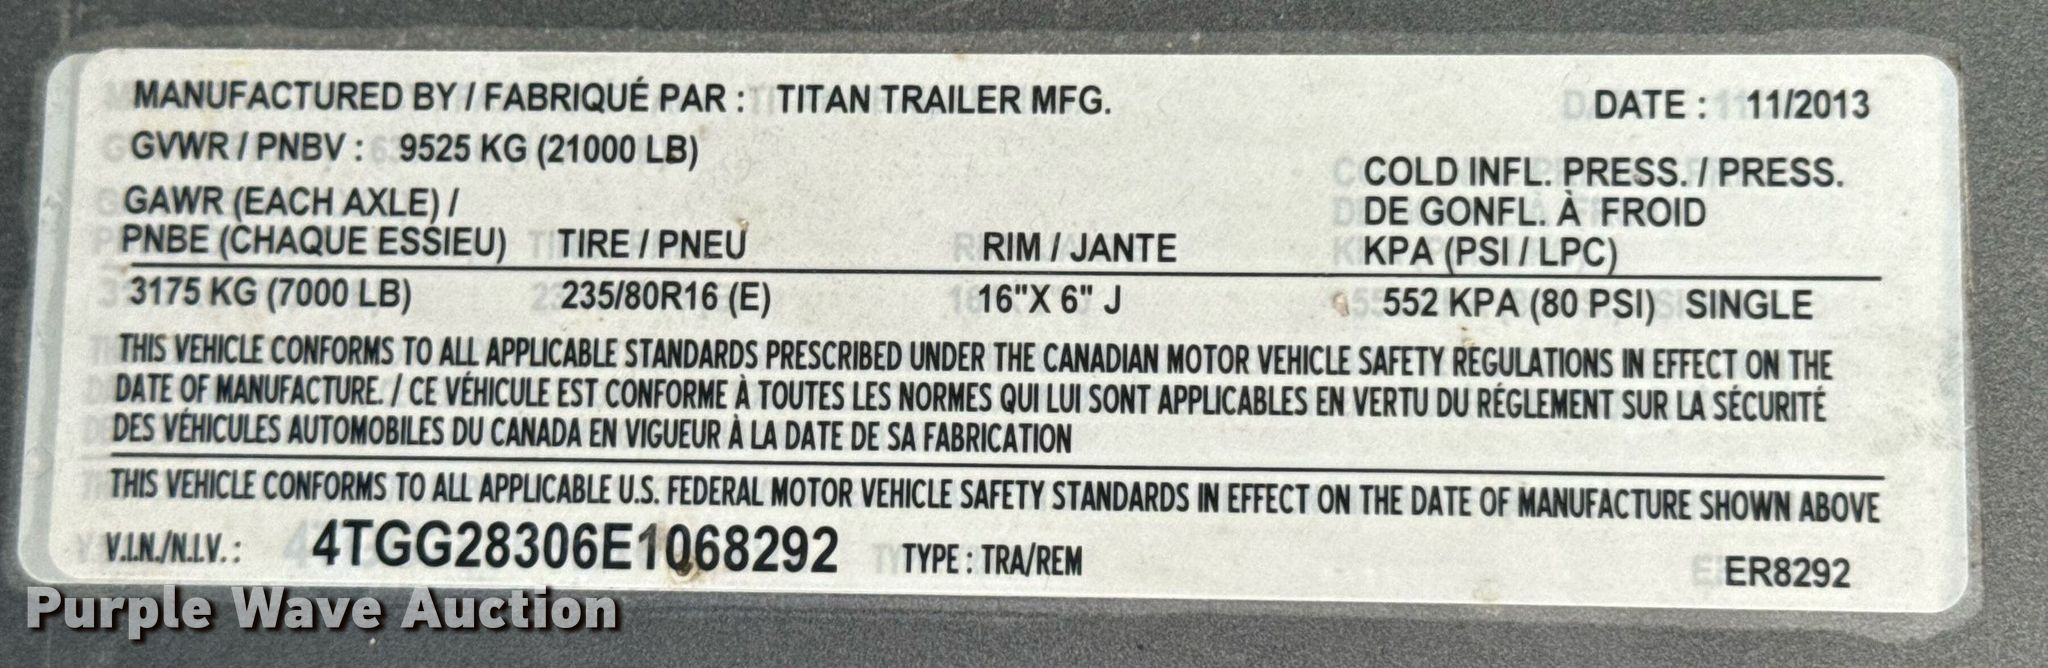 MANUFACTURED BY / FABRIQUÉ PAR : TITAN TRAILER MFG. DATE : 11/2013
GVWR / PNBV : 9525 KG (21000 LB)
COLD INFL. PRESS. / PRESS.
GAWR (EACH AXLE) / DE GONFL. À FROID
PNBE (CHAQUE ESSIEU) TIRE / PNEU RIM / JANTE KPA (PSI / LPC)
3175 KG (7000 LB) 235/80R16 (E) 16"X 6" J 552 KPA (80 PSI) SINGLE
THIS VEHICLE CONFORMS TO ALL APPLICABLE STANDARDS PRESCRIBED UNDER THE CANADIAN MOTOR VEHICLE SAFETY REGULATIONS IN EFFECT ON THE
DATE OF MANUFACTURE. / CE VÉHICULE EST CONFORME À TOUTES LES NORMES QUI LUI SONT APPLICABLES EN VERTU DU RÉGLEMENT SUR LA SÉCURITÉ
DES VÉHICULES AUTOMOBILES DU CANADA EN VIGUEUR À LA DATE DE SA FABRICATION
THIS VEHICLE CONFORMS TO ALL APPLICABLE U.S. FEDERAL MOTOR VEHICLE SAFETY STANDARDS IN EFFECT ON THE DATE OF MANUFACTURE SHOWN ABOVE
V.I.N./N.I.V. : 4TGG28306E1068292 TYPE : TRA/REM ER8292
Purple Wave Auction